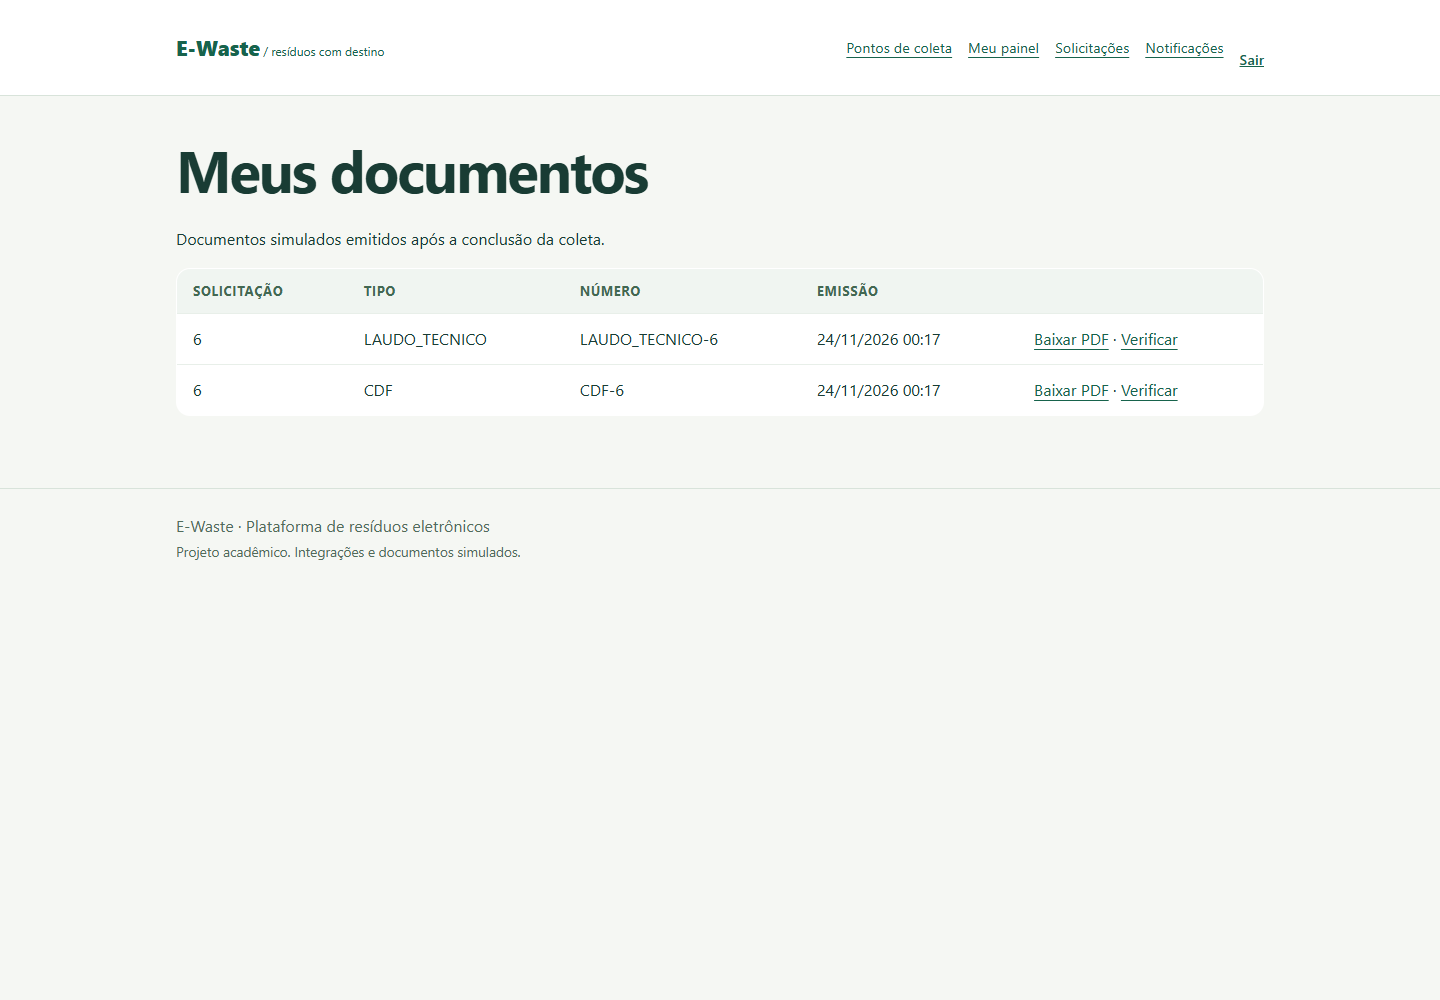 E-Waste / resíduos com destino
Pontos de coleta Meu painel Solicitações Notificações Sair
Meus documentos
Documentos simulados emitidos após a conclusão da coleta.
SOLICITAÇÃO TIPO NÚMERO EMISSÃO
6 LAUDO_TECNICO LAUDO_TECNICO-6 24/11/2026 00:17 Baixar PDF · Verificar
6 CDF CDF-6 24/11/2026 00:17 Baixar PDF · Verificar
E-Waste · Plataforma de resíduos eletrônicos
Projeto acadêmico. Integrações e documentos simulados.